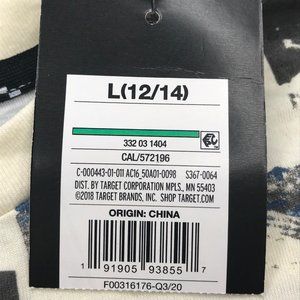 L(12/14)
332 03 1404
CAL/572196
C-000443-01-011 AC16_50A01-0098 S367-0064
DIST. BY TARGET CORPORATION MPLS., MN 55403
©2018 TARGET BRANDS, INC. SHOP TARGET.COM
ORIGIN: CHINA
1 91905 93855 7
F00316176-Q3/20